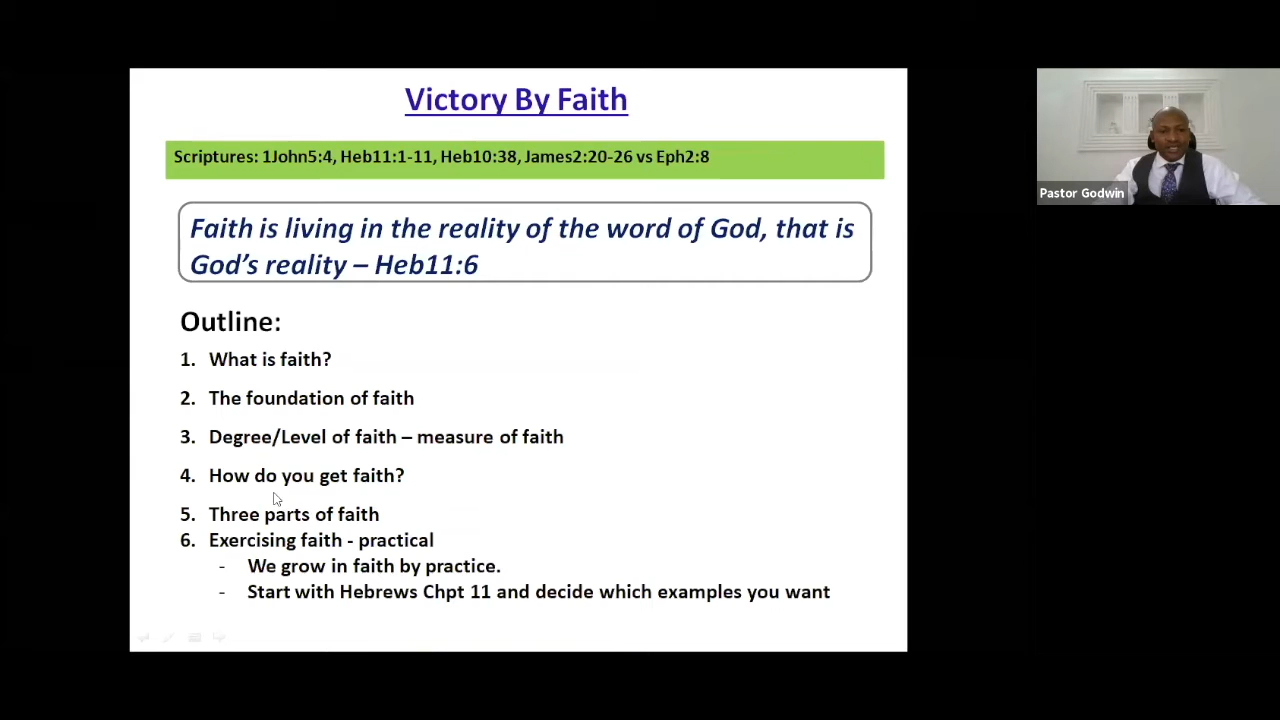 Victory By Faith
Scriptures: 1John5:4, Heb11:1-11, Heb10:38, James2:20-26 vs Eph2:8
Faith is living in the reality of the word of God, that is
God's reality – Heb11:6
Outline:
1. What is faith?
2. The foundation of faith
3. Degree/Level of faith – measure of faith
4. How do you get faith?
5. Three parts of faith
6. Exercising faith - practical
- We grow in faith by practice.
- Start with Hebrews Chpt 11 and decide which examples you want
Pastor Godwin